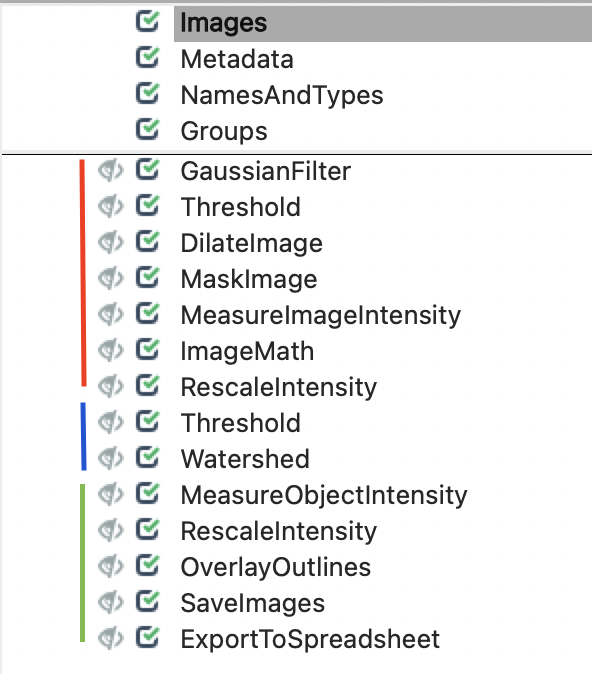 Images
Metadata
NamesAndTypes
Groups
GaussianFilter
Threshold
DilateImage
MaskImage
MeasureImageIntensity
ImageMath
RescaleIntensity
Threshold
Watershed
MeasureObjectIntensity
RescaleIntensity
OverlayOutlines
SaveImages
ExportToSpreadsheet